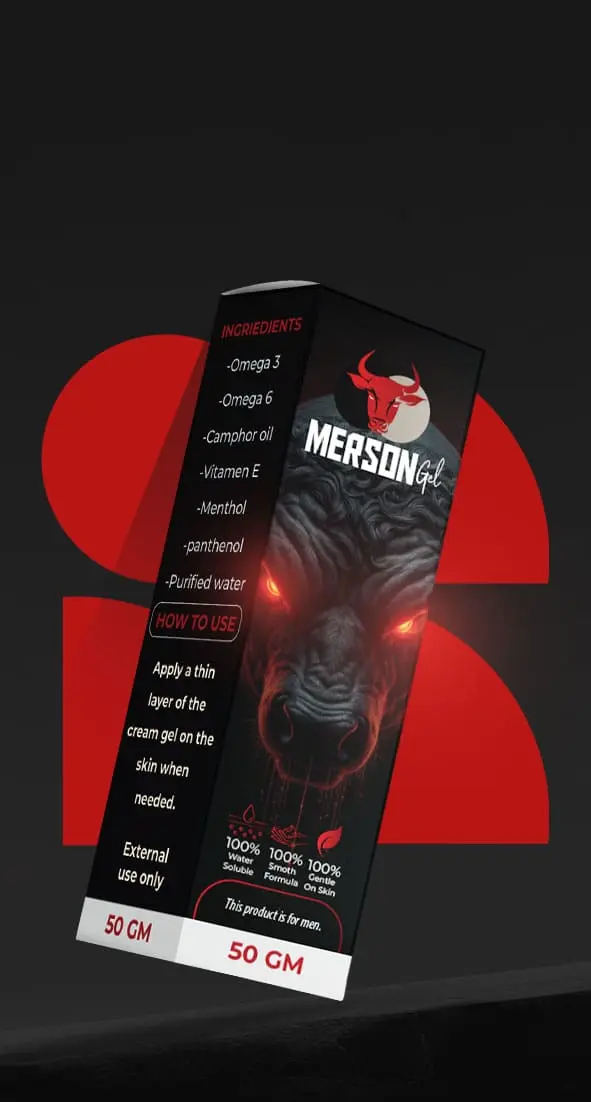 INGRIEDIENTS
-Omega 3
-Omega 6
-Camphor oil
-Vitamen E
-Menthol
-panthenol
-Purified water
HOW TO USE
Apply a thin
layer of the
cream gel on the
skin when
needed.
External
use only
50 GM
MERSON Gel
100%
Water
Soluble
100%
Smoth
Formula
100%
Gentle
On Skin
This product is for men.
50 GM